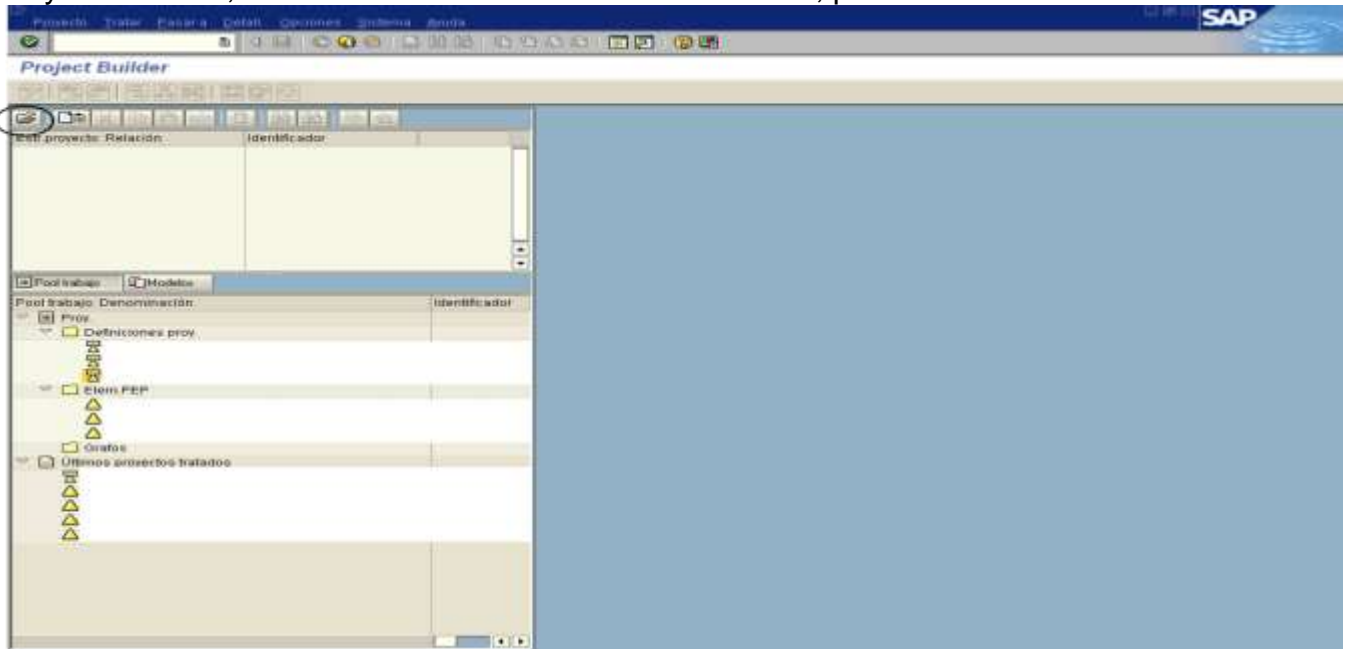 Proyecto Tratar Pasar a Detall. Opciones Sistema Ayuda
SAP
Project Builder
Estr.proyecto: Relación Identificador
Pool trabajo Modelos
Pool trabajo: Denominación Identificador
Proy.
Definiciones proy.
Elem.PEP
Grafos
Últimos proyectos tratados